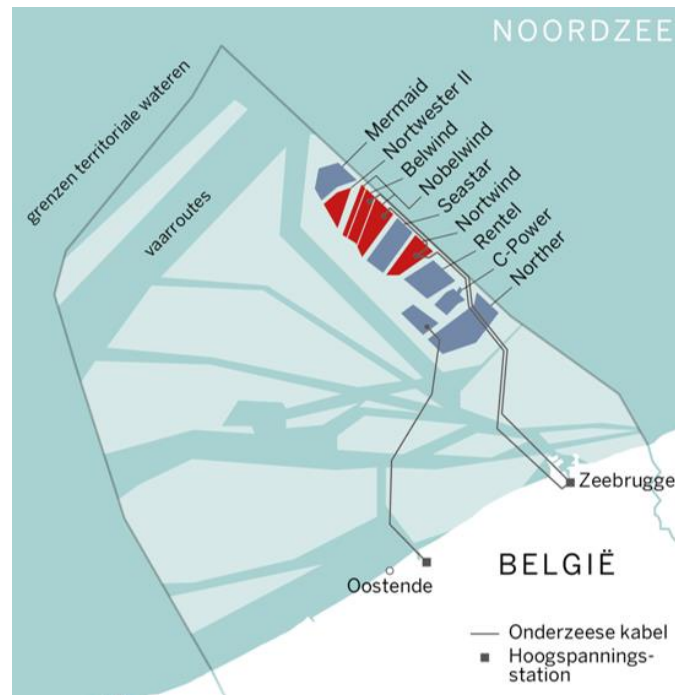 NOORDZEE
grenzen territoriale wateren
vaarroutes
Mermaid
Nortwester II
Belwind
Nobelwind
Seastar
Nortwind
Rentel
C-Power
Norther
Zeebrugge
BELGIË
Oostende
Onderzeese kabel
Hoogspannings-
station